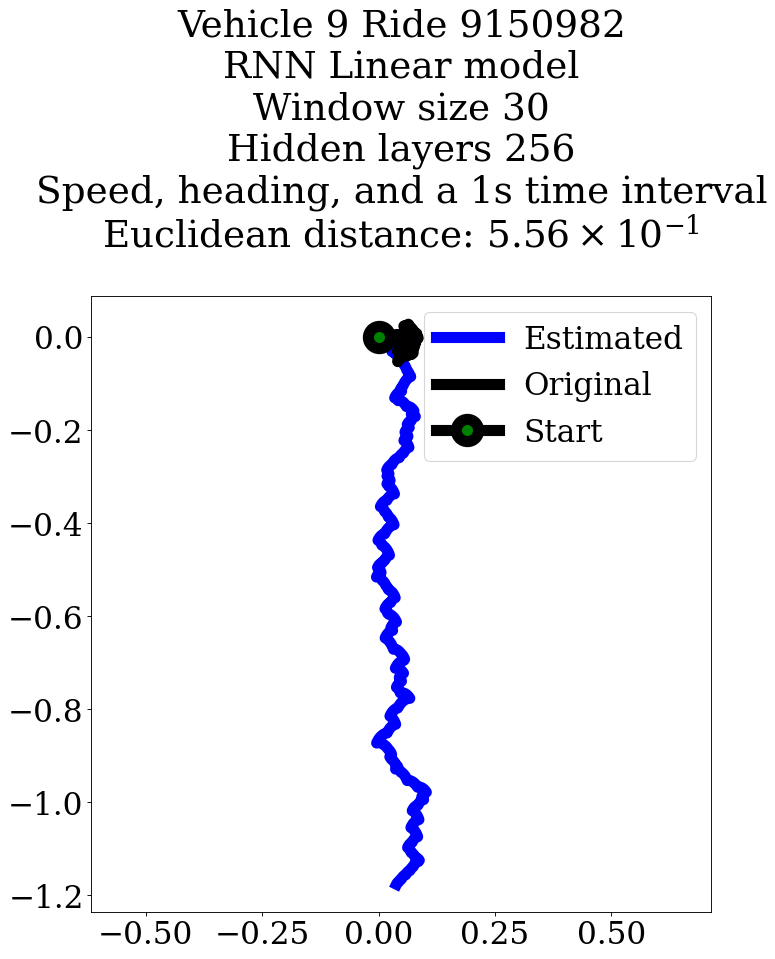 Vehicle 9 Ride 9150982
RNN Linear model
Window size 30
Hidden layers 256
Speed, heading, and a 1s time interval
Euclidean distance: 5.56 × 10⁻¹
Estimated
Original
Start
0.0
−0.2
−0.4
−0.6
−0.8
−1.0
−1.2
−0.50 −0.25 0.00 0.25 0.50